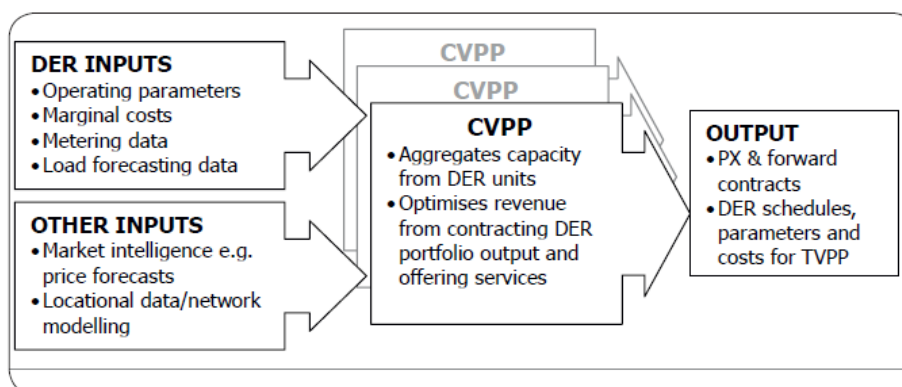 DER INPUTS
•Operating parameters
•Marginal costs
•Metering data
•Load forecasting data
OTHER INPUTS
•Market intelligence e.g.
price forecasts
•Locational data/network
modelling
CVPP
CVPP
CVPP
•Aggregates capacity
from DER units
•Optimises revenue
from contracting DER
portfolio output and
offering services
OUTPUT
•PX & forward
contracts
•DER schedules,
parameters and
costs for TVPP